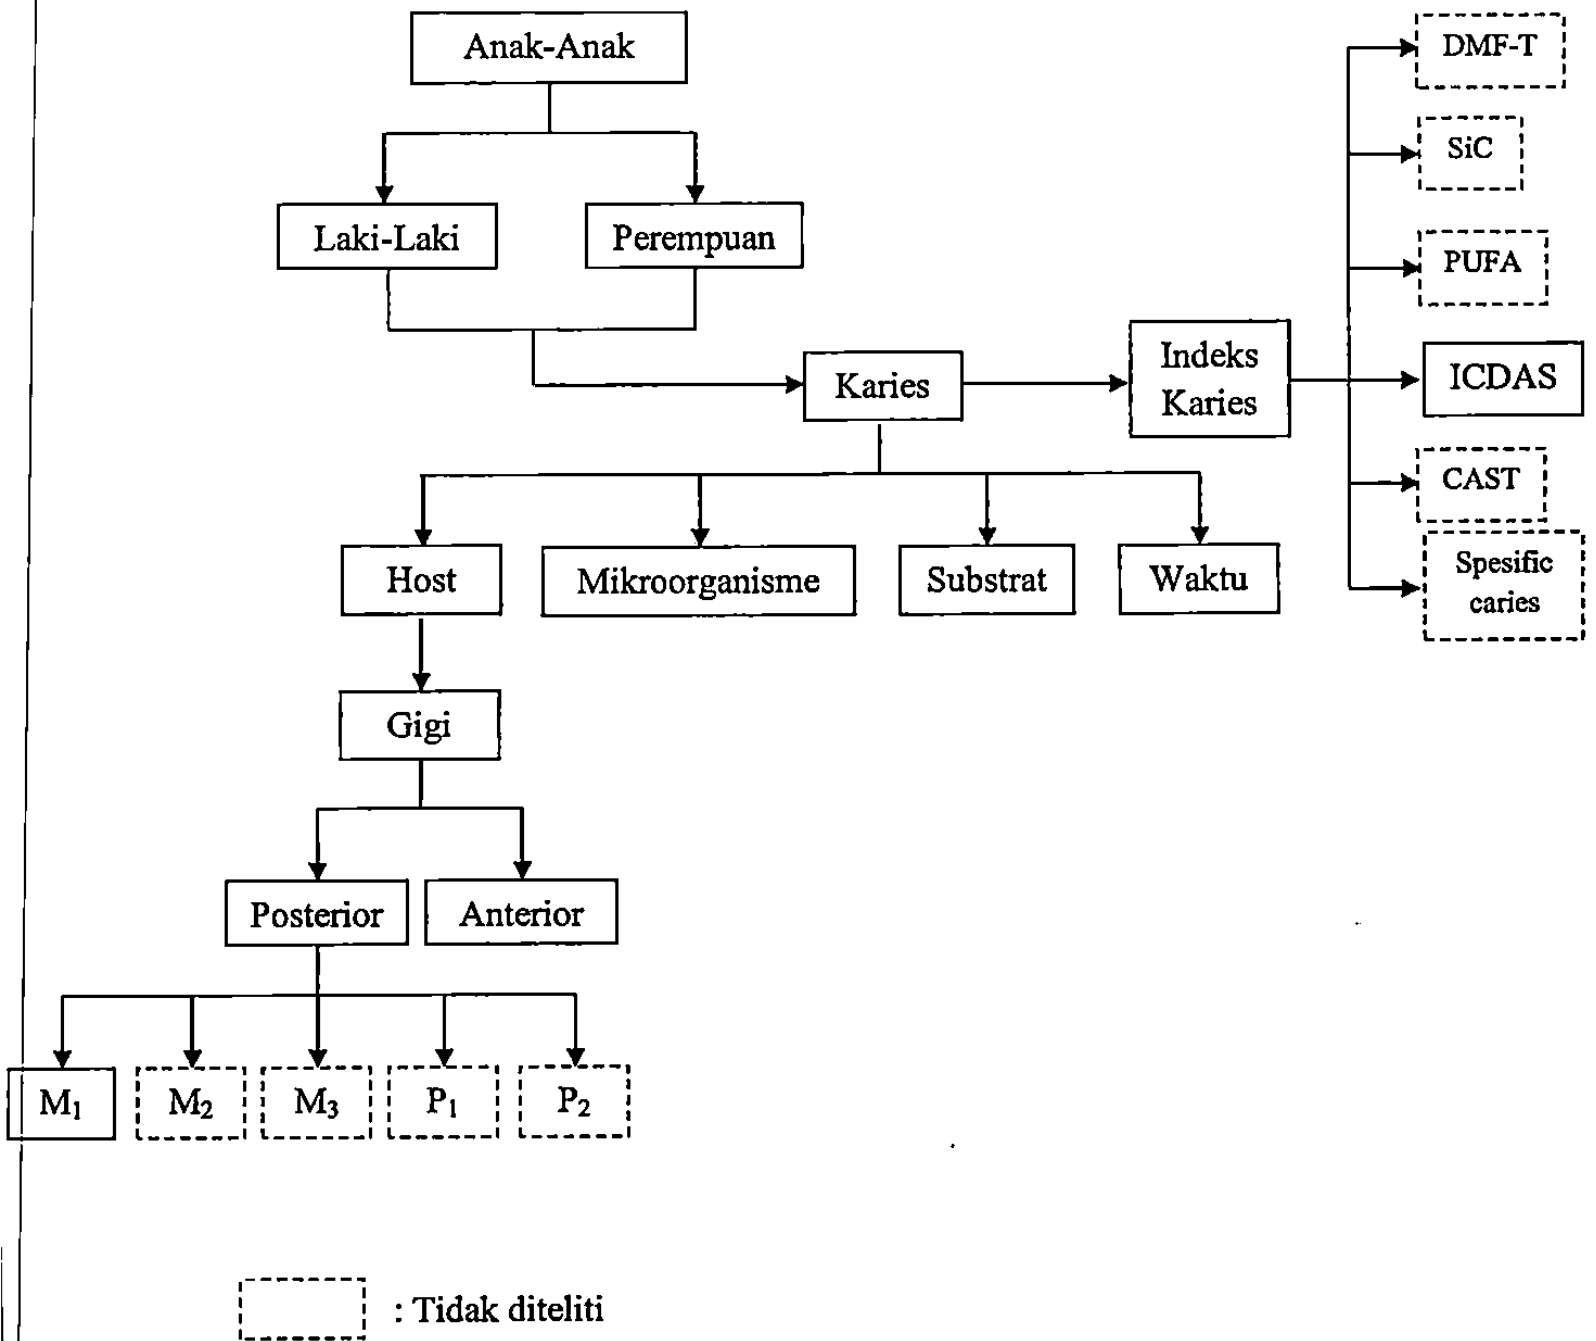 Anak-Anak
Laki-Laki
Perempuan
Karies
Indeks
Karies
DMF-T
SiC
PUFA
ICDAS
CAST
Spesific
caries
Host
Mikroorganisme
Substrat
Waktu
Gigi
Posterior
Anterior
M₁
M₂
M₃
P₁
P₂
: Tidak diteliti